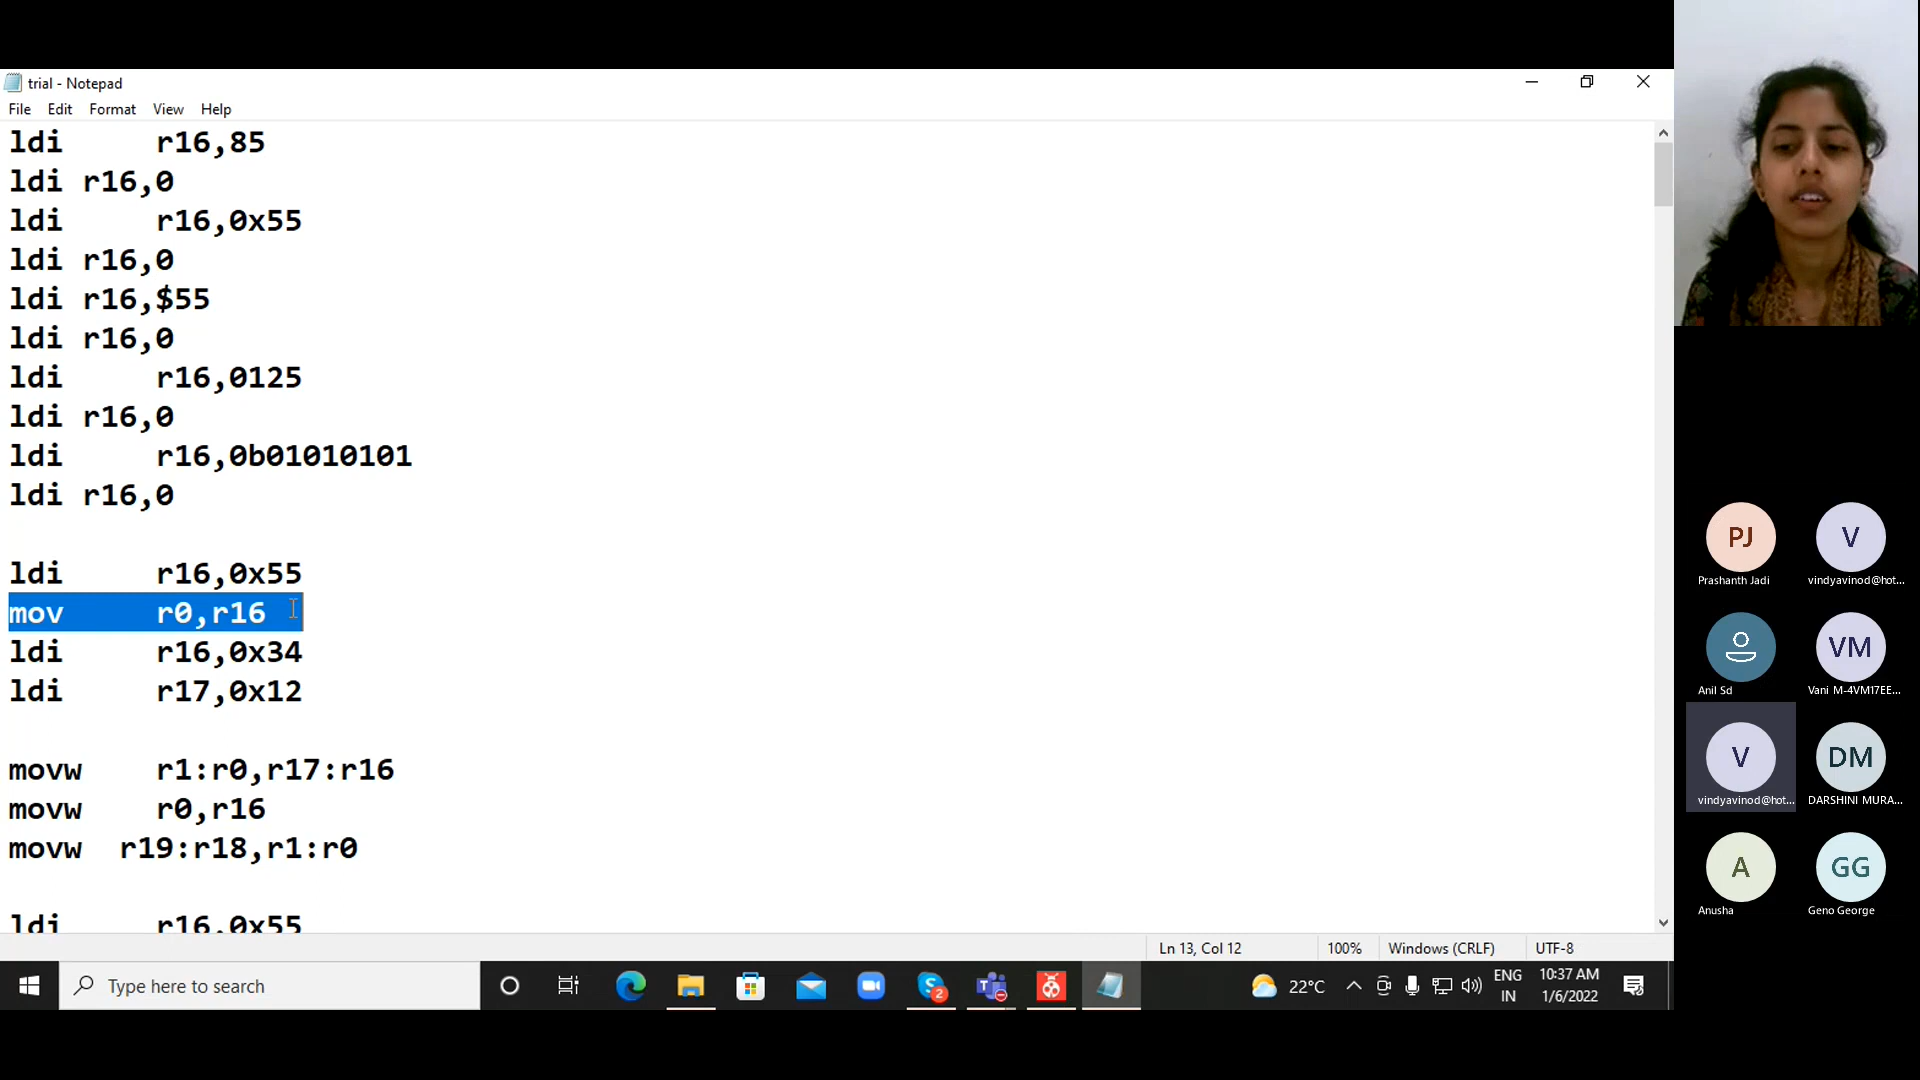 trial - Notepad
File Edit Format View Help
ldi r16,85
ldi r16,0
ldi r16,0x55
ldi r16,0
ldi r16,$55
ldi r16,0
ldi r16,0125
ldi r16,0
ldi r16,0b01010101
ldi r16,0
ldi r16,0x55
mov r0,r16
ldi r16,0x34
ldi r17,0x12
movw r1:r0,r17:r16
movw r0,r16
movw r19:r18,r1:r0
ldi r16,0x55
Ln 13, Col 12 100% Windows (CRLF) UTF-8
Type here to search
2
22°C
ENG
IN
10:37 AM
1/6/2022
PJ
Prashanth Jadi
V
vindyavinod@hot...
Anil Sd
VM
Vani M-4VM17EE...
V
vindyavinod@hot...
DM
DARSHINI MURA...
A
Anusha
GG
Geno George